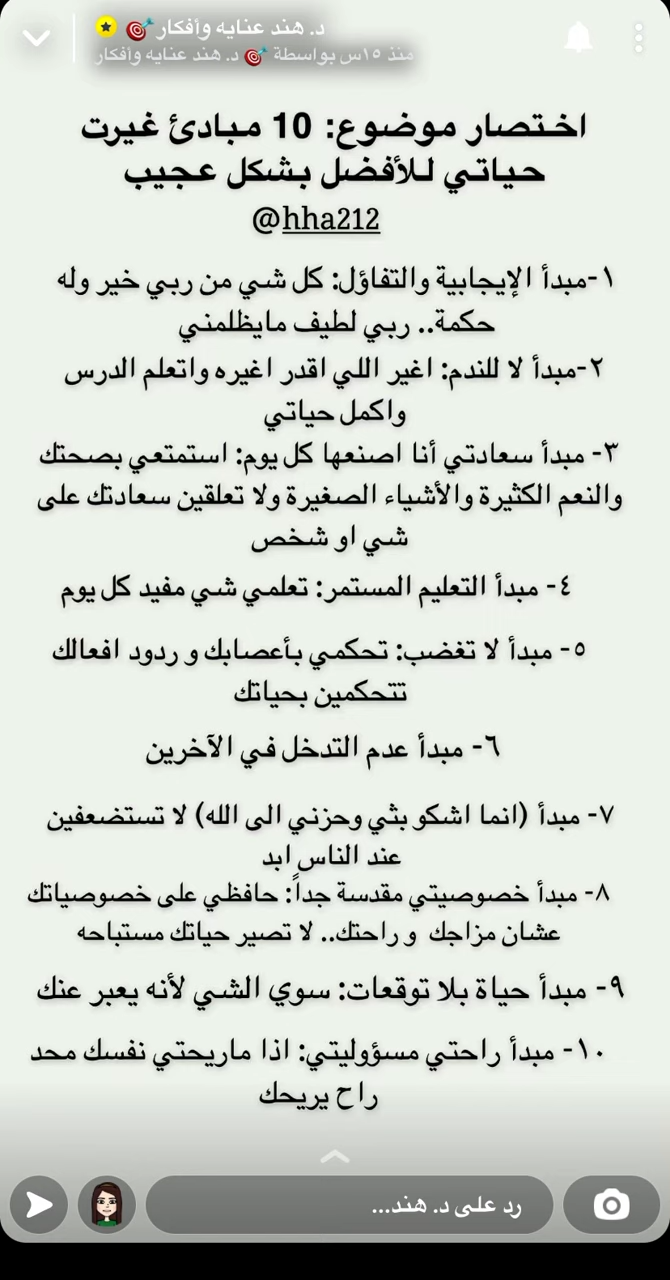 د. هند عنايه وأفكار
منذ ١٥س بواسطة د. هند عنايه وأفكار
اختصار موضوع: 10 مبادئ غيرت
حياتي للأفضل بشكل عجيب
@hha212
١-مبدأ الإيجابية والتفاؤل: كل شي من ربي خير وله
حكمة.. ربي لطيف مايظلمني
٢-مبدأ لا للندم: اغير اللي اقدر اغيره واتعلم الدرس
واكمل حياتي
٣- مبدأ سعادتي أنا اصنعها كل يوم: استمتعي بصحتك
والنعم الكثيرة والأشياء الصغيرة ولا تعلقين سعادتك على
شي او شخص
٤- مبدأ التعليم المستمر: تعلمي شي مفيد كل يوم
٥- مبدأ لا تغضب: تحكمي بأعصابك و ردود افعالك
تتحكمين بحياتك
٦- مبدأ عدم التدخل في الآخرين
٧- مبدأ (انما اشكو بثي وحزني الى الله) لا تستضعفين
عند الناس ابد
٨- مبدأ خصوصيتي مقدسة جداً: حافظي على خصوصياتك
عشان مزاجك و راحتك.. لا تصير حياتك مستباحه
٩- مبدأ حياة بلا توقعات: سوي الشي لأنه يعبر عنك
١٠- مبدأ راحتي مسؤوليتي: اذا ماريحتي نفسك محد
راح يريحك
رد على د. هند...